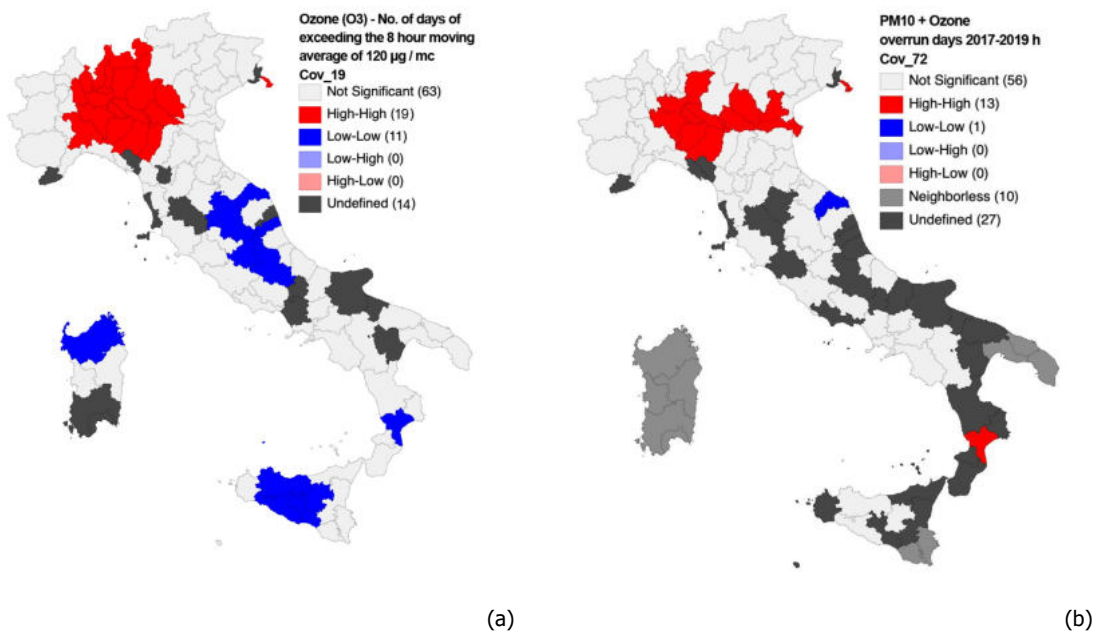 Ozone (O3) - No. of days of
exceeding the 8 hour moving
average of 120 µg / mc
Cov_19
Not Significant (63)
High-High (19)
Low-Low (11)
Low-High (0)
High-Low (0)
Undefined (14)
(a)
PM10 + Ozone
overrun days 2017-2019 h
Cov_72
Not Significant (56)
High-High (13)
Low-Low (1)
Low-High (0)
High-Low (0)
Neighborless (10)
Undefined (27)
(b)